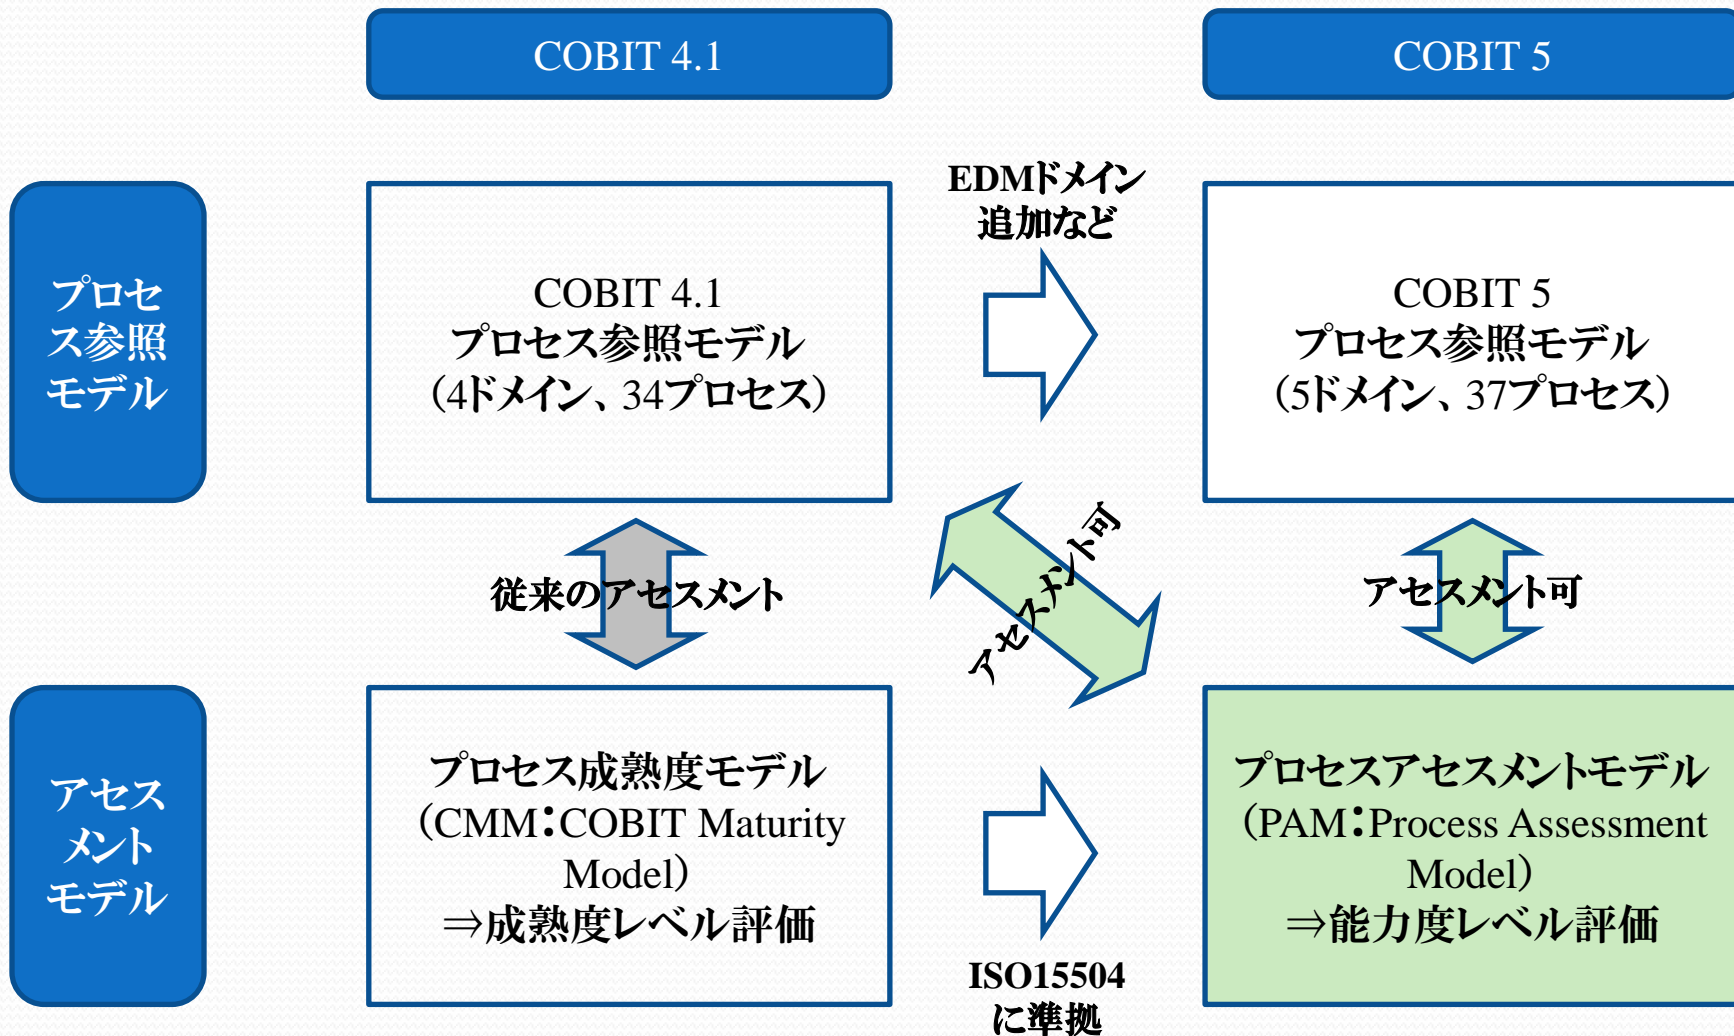 COBIT 4.1
COBIT 5
プロセ
ス参照
モデル
COBIT 4.1
プロセス参照モデル
(4ドメイン、34プロセス)
EDMドメイン
追加など
COBIT 5
プロセス参照モデル
(5ドメイン、37プロセス)
従来のアセスメント
アセスメント可
アセスメント可
アセス
メント
モデル
プロセス成熟度モデル
(CMM:COBIT Maturity
Model)
⇒成熟度レベル評価
ISO15504
に準拠
プロセスアセスメントモデル
(PAM:Process Assessment
Model)
⇒能力度レベル評価